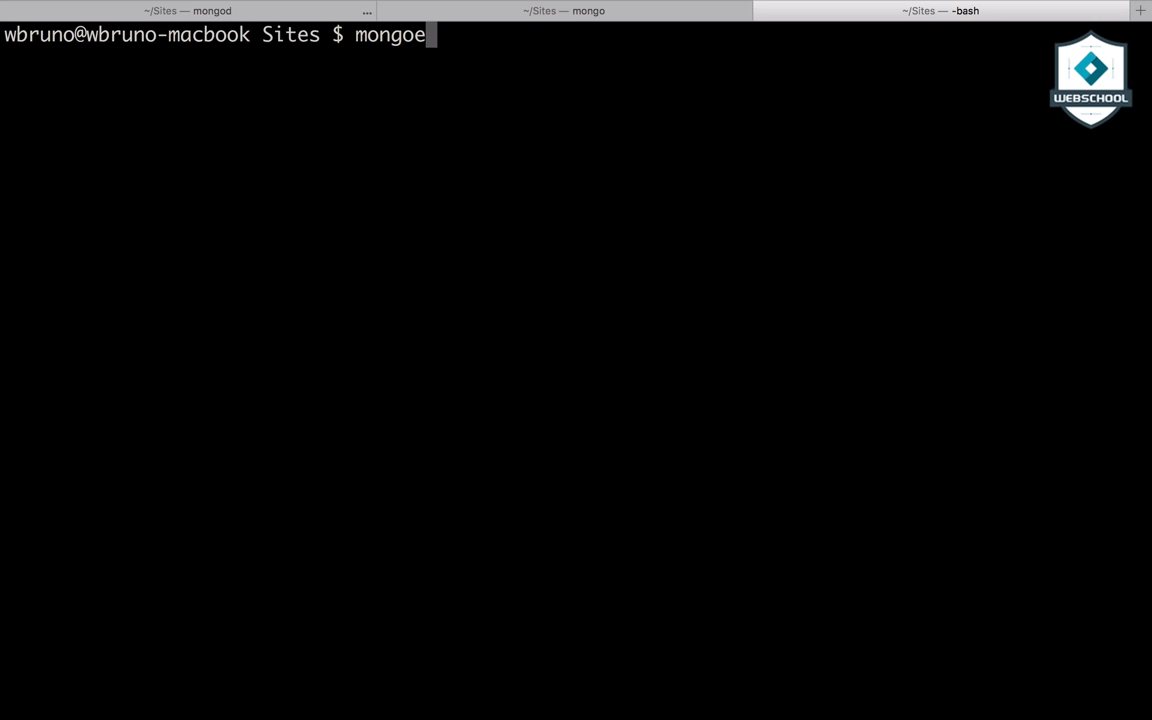 ~/Sites — mongod
...
~/Sites — mongo
~/Sites — -bash
+
wbruno@wbruno-macbook Sites $ mongoe
WEBSCHOOL